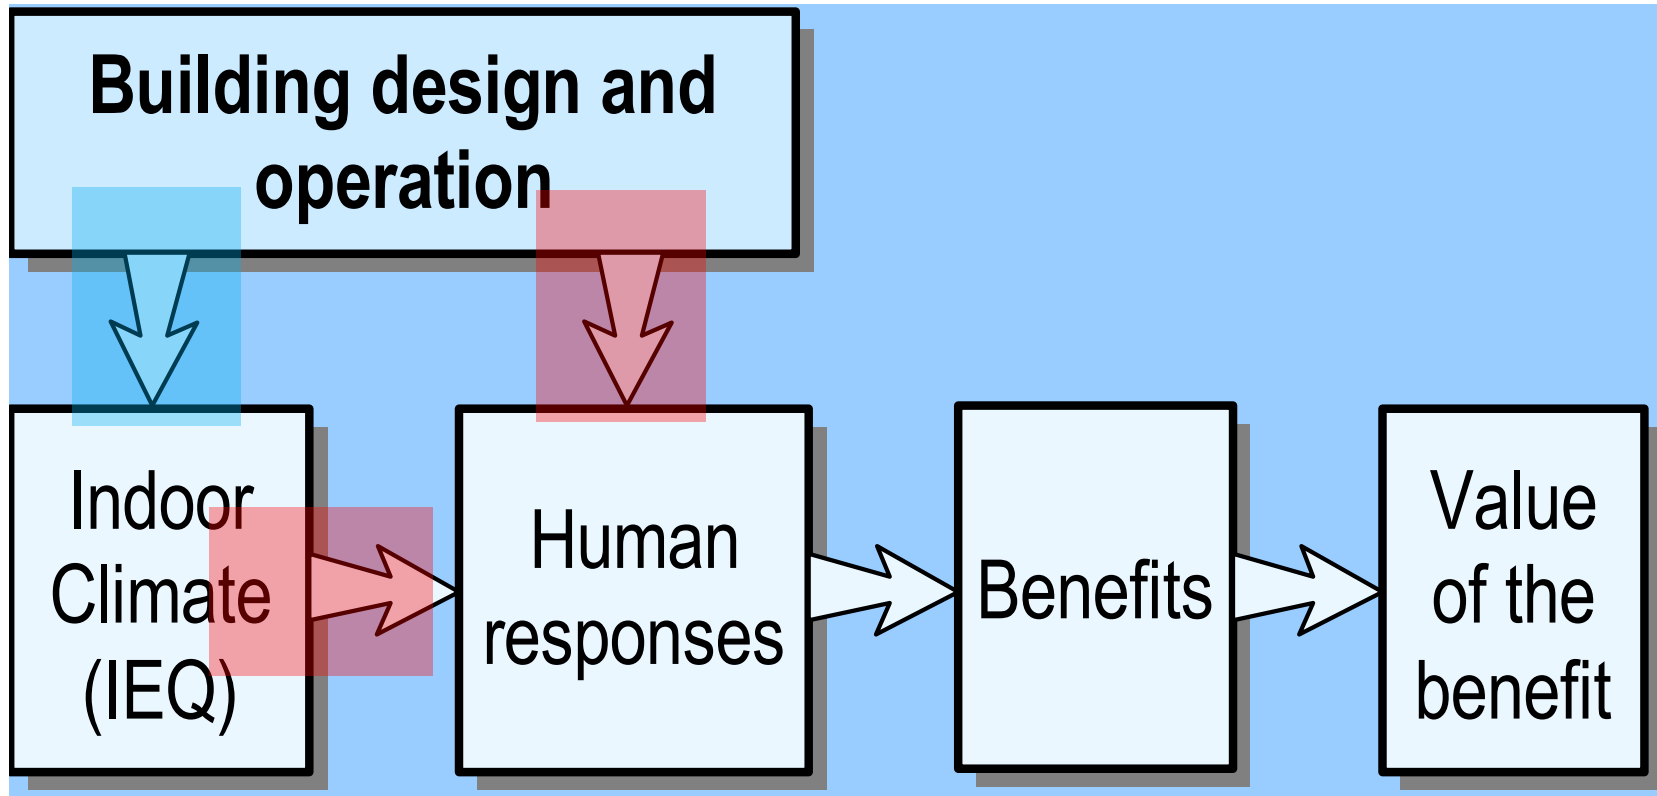 Building design and
operation
Indoor
Climate
(IEQ)
Human
responses
Benefits
Value
of the
benefit